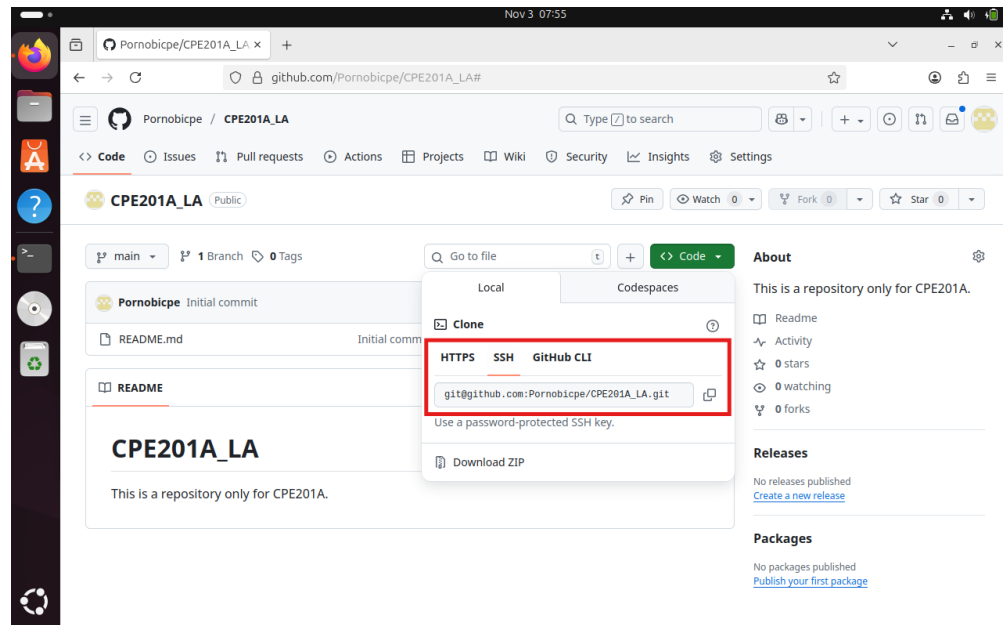 Nov 3 07:55
Pornobicpe/CPE201A_LA ×
github.com/Pornobicpe/CPE201A_LA#
Pornobicpe / CPE201A_LA
Type / to search
Code Issues Pull requests Actions Projects Wiki Security Insights Settings
CPE201A_LA Public
Pin Watch 0 Fork 0 Star 0
main 1 Branch 0 Tags
Go to file t + Code
About
Local Codespaces
This is a repository only for CPE201A.
Pornobicpe Initial commit
Clone
Readme
README.md Initial comm
Activity
HTTPS SSH GitHub CLI
0 stars
README
0 watching
git@github.com:Pornobicpe/CPE201A_LA.git
0 forks
Use a password-protected SSH key.
CPE201A_LA
Releases
Download ZIP
No releases published
This is a repository only for CPE201A.
Create a new release
Packages
No packages published
Publish your first package